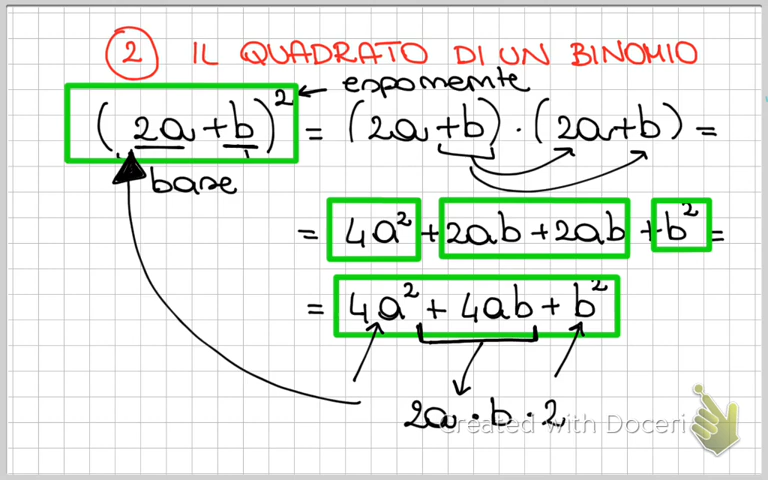 2 IL QUADRATO DI UN BINOMIO
(2a+b)² ← esponente
= (2a+b)·(2a+b) =
base
= 4a² + 2ab + 2ab + b² =
= 4a² + 4ab + b²
2a · b · 2
created with Doceri